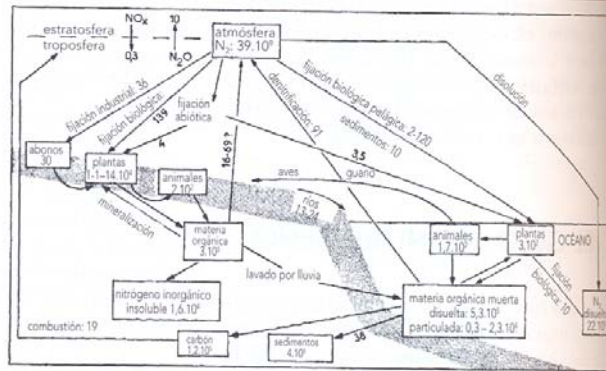 estratosfera
troposfera
NOx
0,3
10
N₂O
atmósfera
N₂: 39.10⁹
fijación industrial: 36
fijación biológica:
139
fijación
abiótica
4
16-69?
desnitrificación: 91
fijación biológica pelágica: 2-120
sedimentos: 10
disolución
3,5
abonos
30
plantas
1-1–14.10⁴
animales
2.10²
aves
guano
ríos
13-24
mineralización
materia
orgánica
3.10⁵
animales
1,7.10²
plantas
3.10²
OCÉANO
lavado por lluvia
nitrógeno inorgánico
insoluble 1,6.10⁴
materia orgánica muerta
disuelta: 5,3.10⁵
particulada: 0,3 – 2,3.10⁴
fijación
biológica: 10
N₂
22.10
combustión: 19
carbón
1,2.10⁵
sedimentos
4.10⁸
38